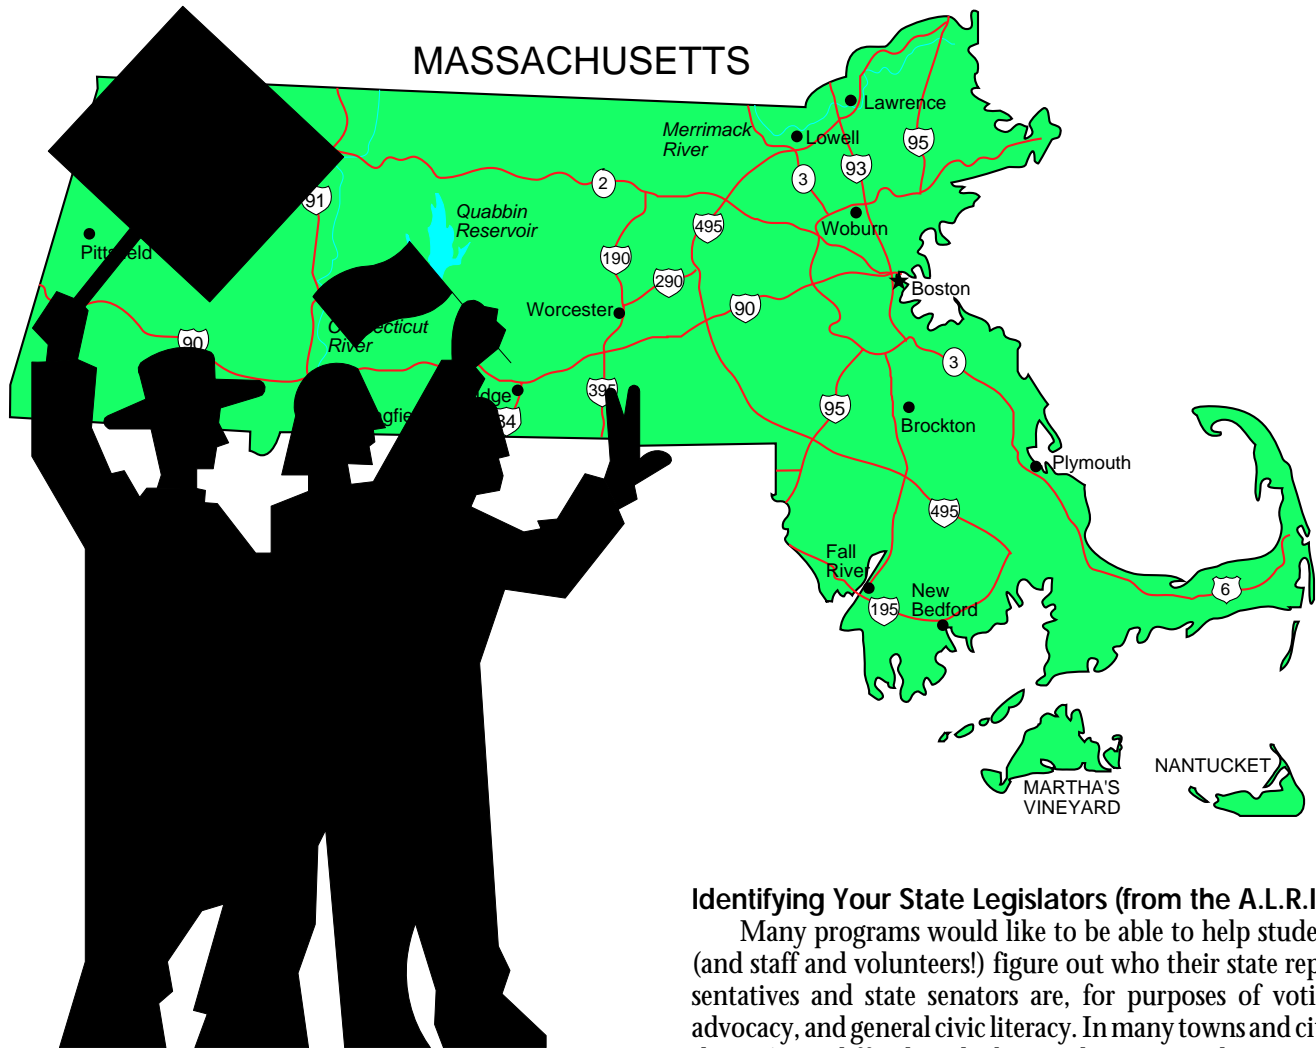 MASSACHUSETTS
Lawrence
Merrimack
River
Lowell
95
93
3
2
91
Quabbin
Reservoir
495
Woburn
Pittsfield
190
290
Boston
Worcester
90
Connecticut
River
90
3
395
95
Brockton
84
Plymouth
495
Fall
River
New
Bedford
195
6
NANTUCKET
MARTHA'S
VINEYARD
Identifying Your State Legislators (from the A.L.R.I
Many programs would like to be able to help stude
(and staff and volunteers!) figure out who their state rep
sentatives and state senators are, for purposes of voti
advocacy, and general civic literacy. In many towns and ci